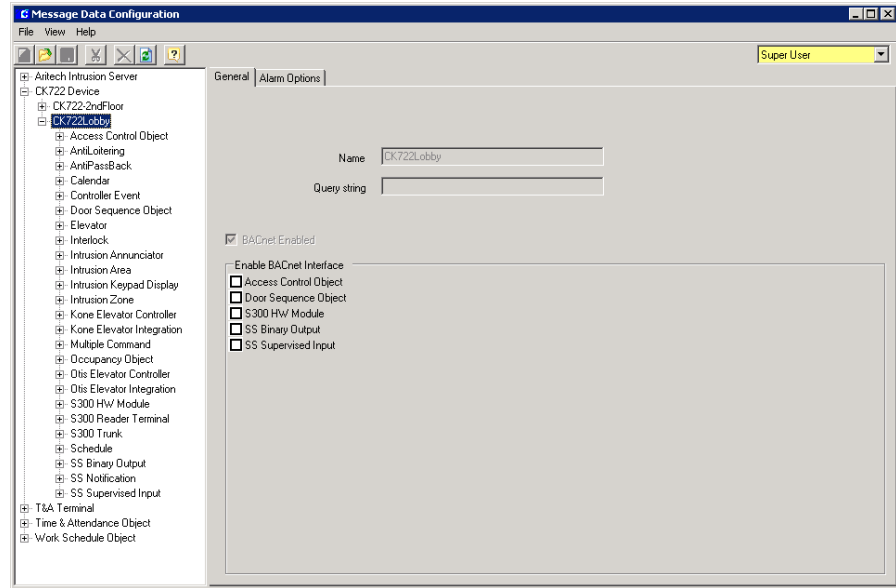 Message Data Configuration
File View Help
Super User
Aritech Intrusion Server
CK722 Device
CK722-2ndFloor
CK722Lobby
Access Control Object
AntiLoitering
AntiPassBack
Calendar
Controller Event
Door Sequence Object
Elevator
Interlock
Intrusion Annunciator
Intrusion Area
Intrusion Keypad Display
Intrusion Zone
Kone Elevator Controller
Kone Elevator Integration
Multiple Command
Occupancy Object
Otis Elevator Controller
Otis Elevator Integration
S300 HW Module
S300 Reader Terminal
S300 Trunk
Schedule
SS Binary Output
SS Notification
SS Supervised Input
T&A Terminal
Time & Attendance Object
Work Schedule Object
General Alarm Options
Name CK722Lobby
Query string
BACnet Enabled
Enable BACnet Interface
Access Control Object
Door Sequence Object
S300 HW Module
SS Binary Output
SS Supervised Input